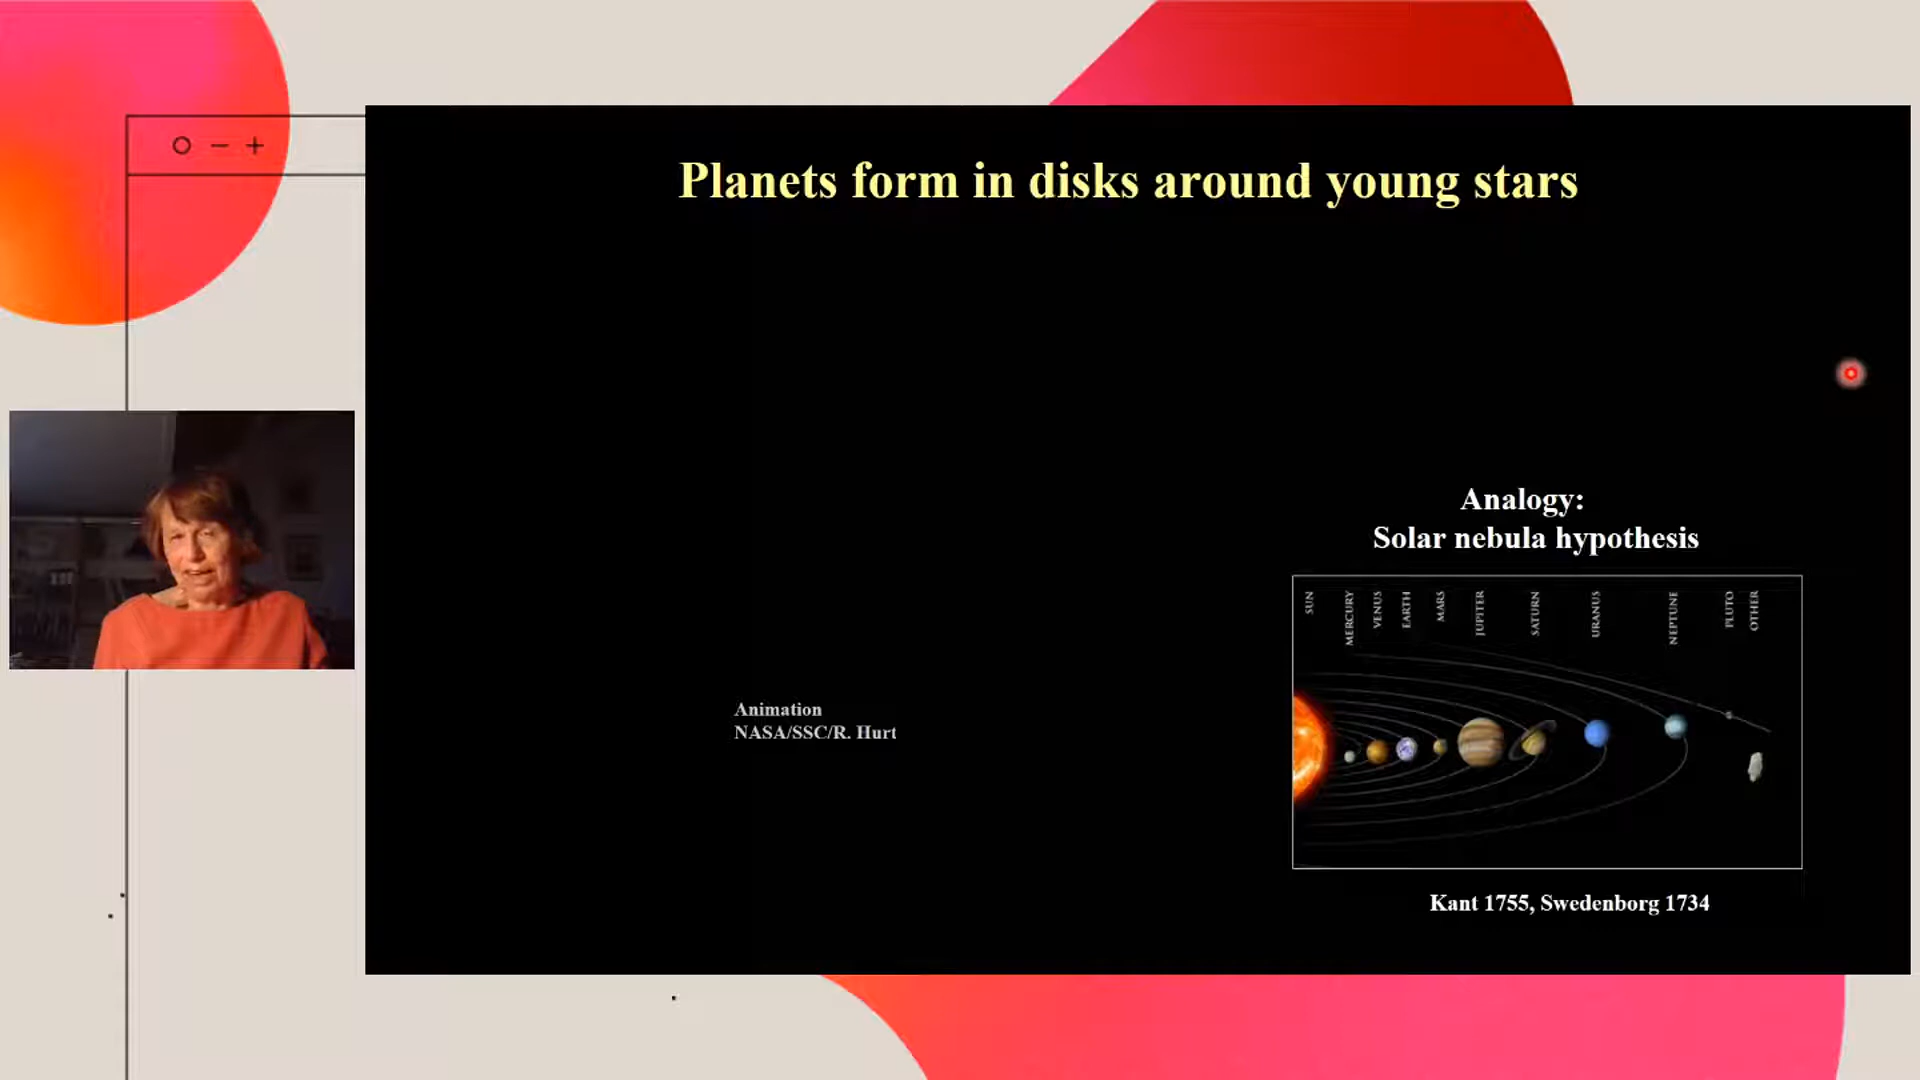 Planets form in disks around young stars
Analogy:
Solar nebula hypothesis
SUN
MERCURY
VENUS
EARTH
MARS
JUPITER
SATURN
URANUS
NEPTUNE
PLUTO
OTHER
Animation
NASA/SSC/R. Hurt
Kant 1755, Swedenborg 1734